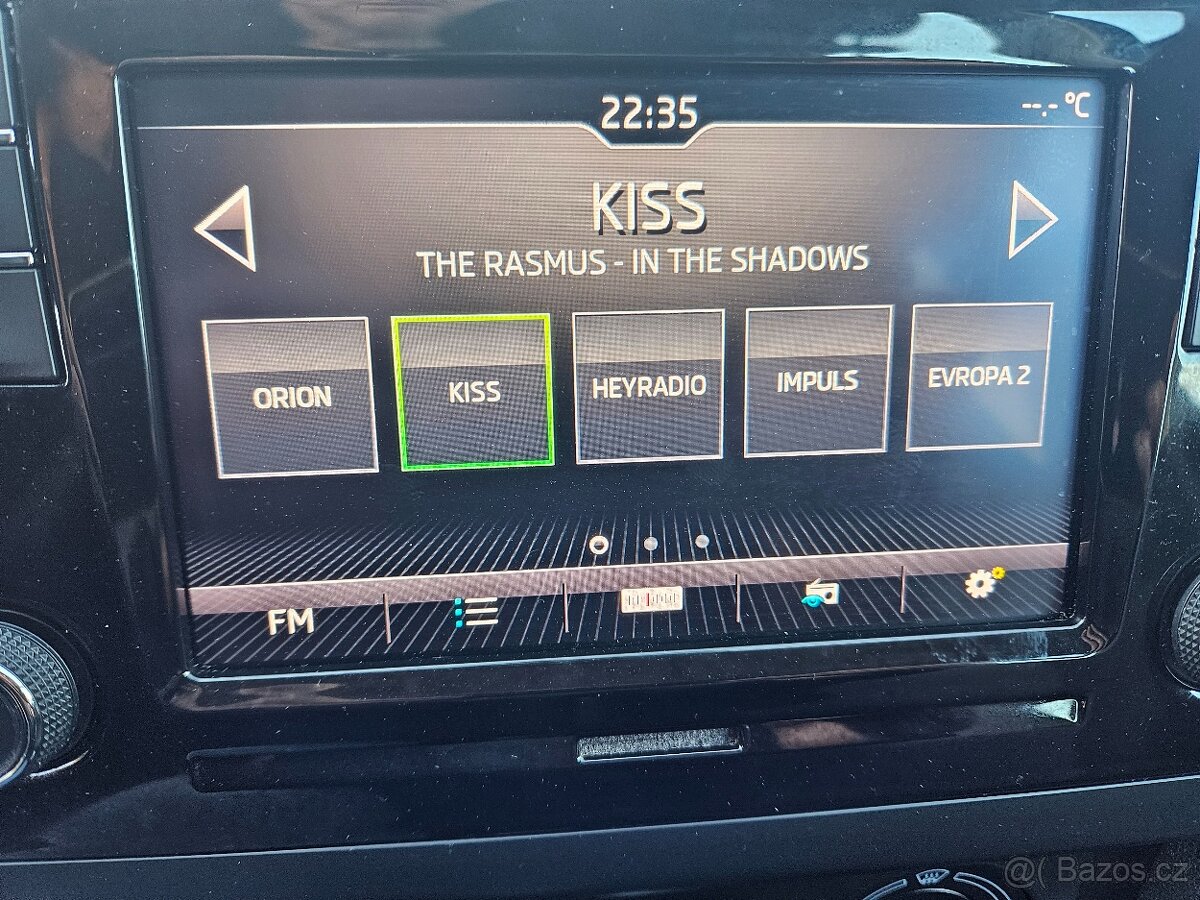 22:35
--.- °C
KISS
THE RASMUS - IN THE SHADOWS
ORION
KISS
HEYRADIO
IMPULS
EVROPA 2
FM
@( Bazos.cz